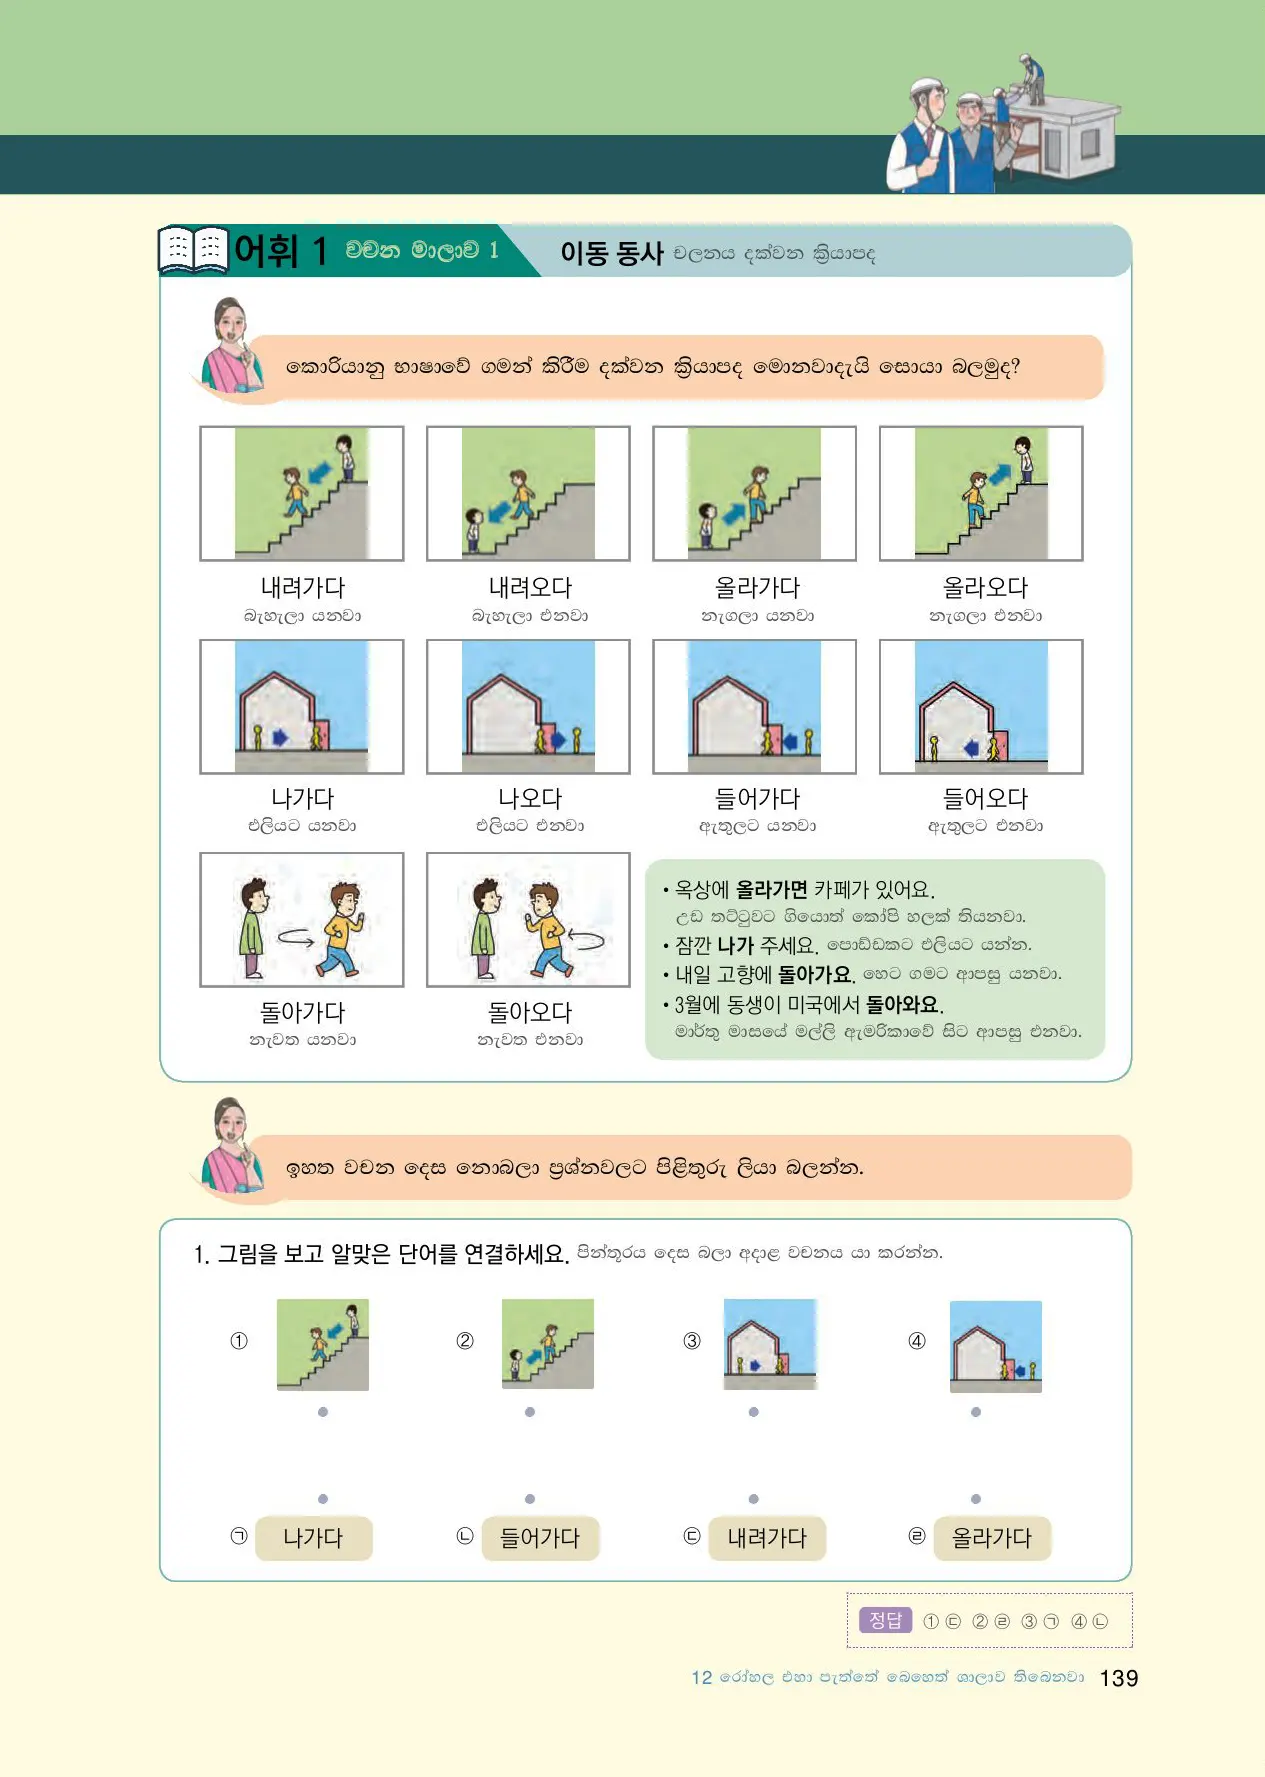 어휘 1 වචන මාලාව 1
이동 동사 චලනය දක්වන ක්‍රියාපද
කොරියානු භාෂාවේ ගමන් කිරීම දක්වන ක්‍රියාපද මොනවාදැයි සොයා බලමුද?
내려가다 내려오다 올라가다 올라오다
බැහැලා යනවා බැහැලා එනවා නැගලා යනවා නැගලා එනවා
나가다 나오다 들어가다 들어오다
එලියට යනවා එලියට එනවා ඇතුලට යනවා ඇතුලට එනවා
돌아가다 돌아오다
නැවත යනවා නැවත එනවා
• 옥상에 올라가면 카페가 있어요.
උඩ තට්ටුවට ගියොත් කෝපි හලක් තියනවා.
• 잠깐 나가 주세요. පොඩ්ඩකට එලියට යන්න.
• 내일 고향에 돌아가요. හෙට ගමට ආපසු යනවා.
• 3월에 동생이 미국에서 돌아와요.
මාර්තු මාසයේ මල්ලි ඇමරිකාවේ සිට ආපසු එනවා.
ඉහත වචන දෙස නොබලා ප්‍රශ්නවලට පිළිතුරු ලියා බලන්න.
1. 그림을 보고 알맞은 단어를 연결하세요. පින්තූරය දෙස බලා අදාළ වචනය යා කරන්න.
① ② ③ ④
㉠ 나가다 ㉡ 들어가다 ㉢ 내려가다 ㉣ 올라가다
정답 ① ㉢ ② ㉣ ③ ㉠ ④ ㉡
12 රෝහල එහා පැත්තේ බෙහෙත් ශාලාව තිබෙනවා 139